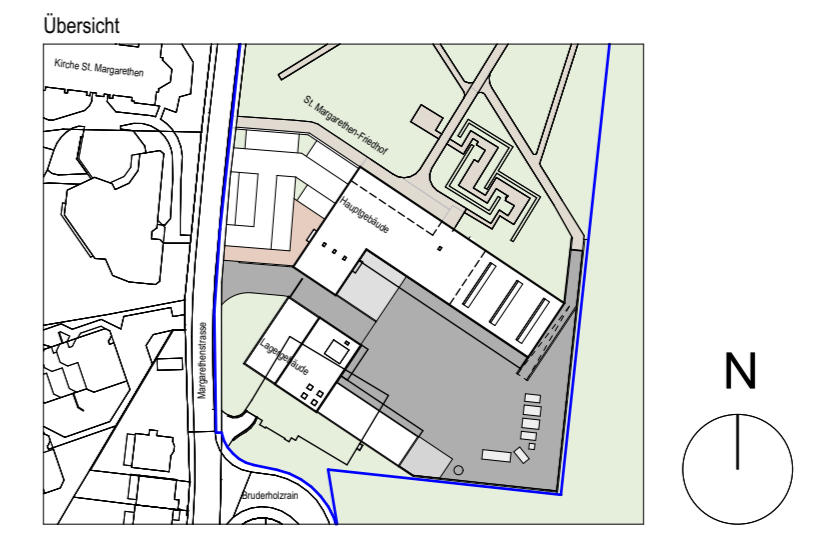 Übersicht
Kirche St. Margarethen
St. Margarethen-Friedhof
Hauptgebäude
N
Margarethenstrasse
Lagergebäude
Bruderholzrain